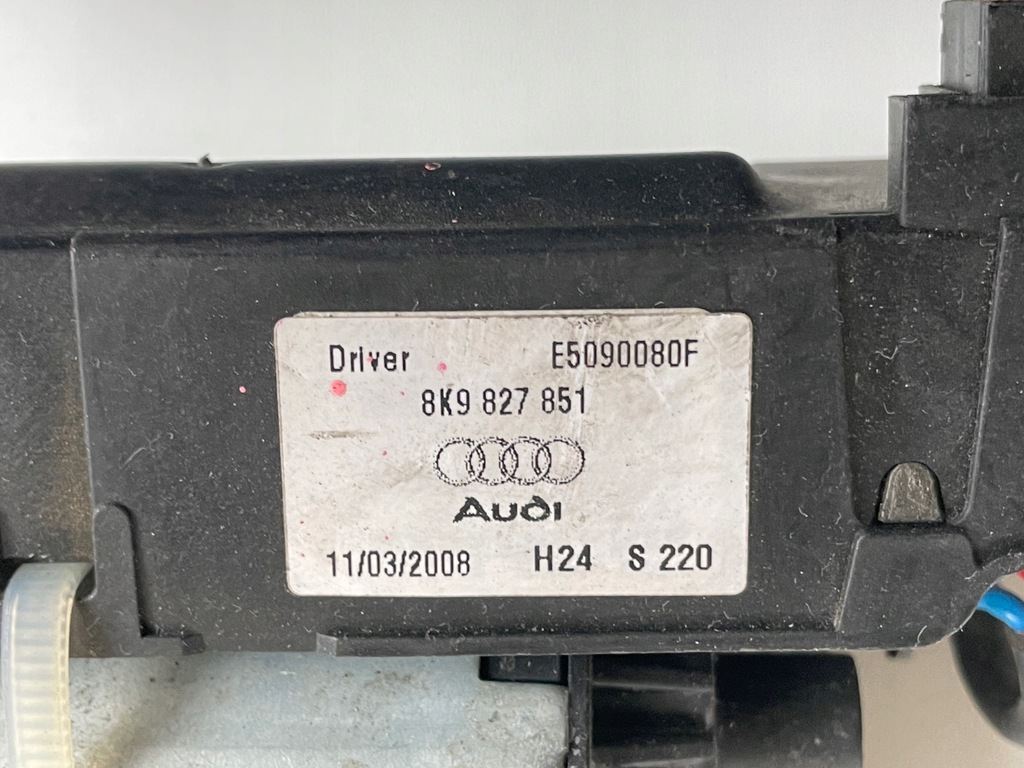 Driver E5090080F
8K9 827 851
Audi
11/03/2008 H24 S 220